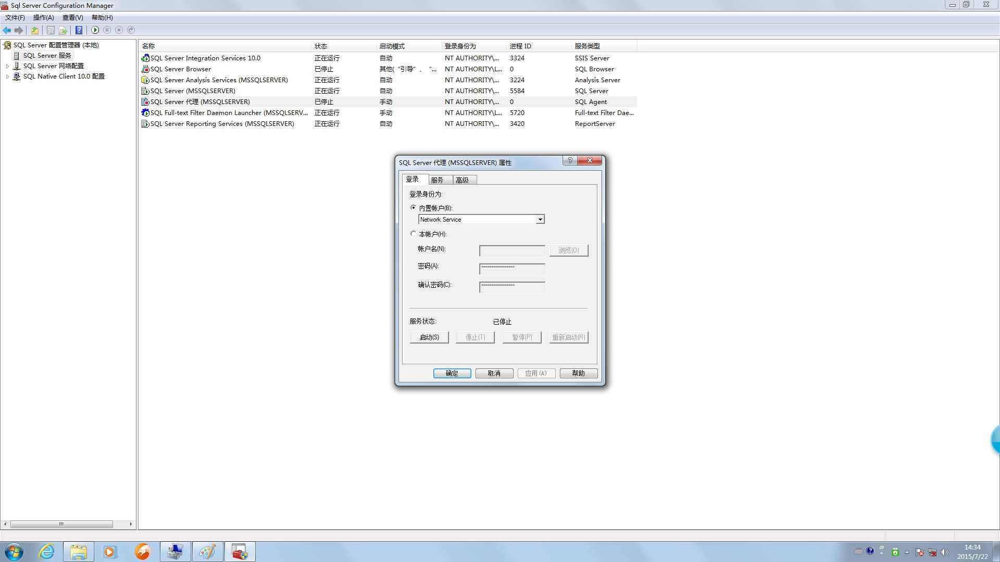 Sql Server Configuration Manager
文件(F) 操作(A) 查看(V) 帮助(H)
SQL Server 配置管理器 (本地)
SQL Server 服务
SQL Server 网络配置
SQL Native Client 10.0 配置
名称 状态 启动模式 登录身份为 进程 ID 服务类型
SQL Server Integration Services 10.0 正在运行 自动 NT AUTHORITY\... 3324 SSIS Server
SQL Server Browser 已停止 其他(“引导”、“... NT AUTHORITY\L... 0 SQL Browser
SQL Server Analysis Services (MSSQLSERVER) 正在运行 自动 NT AUTHORITY\... 3224 Analysis Server
SQL Server (MSSQLSERVER) 正在运行 自动 NT AUTHORITY\... 5584 SQL Server
SQL Server 代理 (MSSQLSERVER) 已停止 手动 NT AUTHORITY\... 0 SQL Agent
SQL Full-text Filter Daemon Launcher (MSSQLSERV... 正在运行 手动 NT AUTHORITY\L... 5720 Full-text Filter Dae...
SQL Server Reporting Services (MSSQLSERVER) 正在运行 自动 NT AUTHORITY\... 3420 ReportServer
SQL Server 代理 (MSSQLSERVER) 属性
登录 服务 高级
登录身份为:
内置帐户(B):
Network Service
本帐户(H):
帐户名(N): 浏览(O)
密码(A): ****************
确认密码(C): ****************
服务状态: 已停止
启动(S) 停止(T) 暂停(P) 重新启动(R)
确定 取消 应用(A) 帮助
14:34
2015/7/22